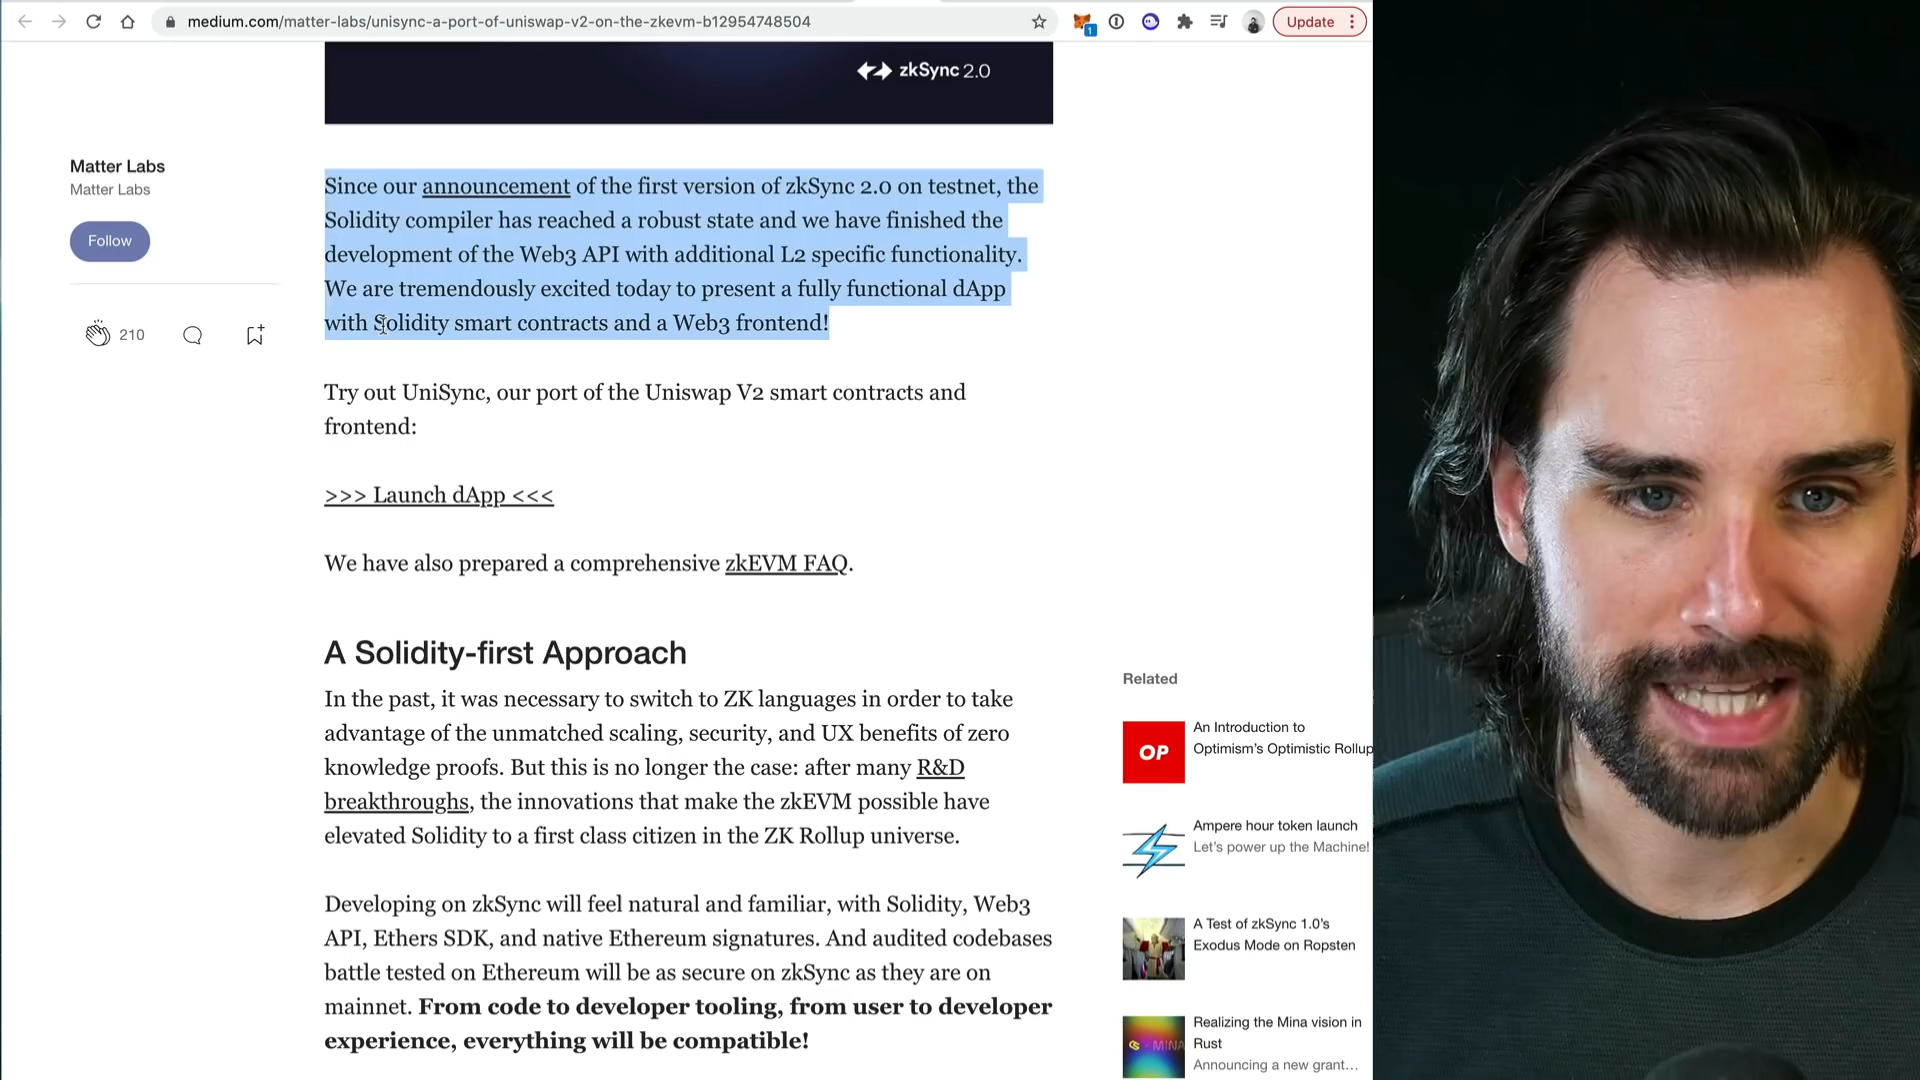 medium.com/matter-labs/unisync-a-port-of-uniswap-v2-on-the-zkevm-b12954748504
1
Update
zkSync 2.0
Matter Labs
Matter Labs
Follow
210
Since our announcement of the first version of zkSync 2.0 on testnet, the
Solidity compiler has reached a robust state and we have finished the
development of the Web3 API with additional L2 specific functionality.
We are tremendously excited today to present a fully functional dApp
with Solidity smart contracts and a Web3 frontend!
Try out UniSync, our port of the Uniswap V2 smart contracts and
frontend:
>>> Launch dApp <<<
We have also prepared a comprehensive zkEVM FAQ.
A Solidity-first Approach
In the past, it was necessary to switch to ZK languages in order to take
advantage of the unmatched scaling, security, and UX benefits of zero
knowledge proofs. But this is no longer the case: after many R&D
breakthroughs, the innovations that make the zkEVM possible have
elevated Solidity to a first class citizen in the ZK Rollup universe.
Developing on zkSync will feel natural and familiar, with Solidity, Web3
API, Ethers SDK, and native Ethereum signatures. And audited codebases
battle tested on Ethereum will be as secure on zkSync as they are on
mainnet. From code to developer tooling, from user to developer
experience, everything will be compatible!
Related
OP
An Introduction to
Optimism's Optimistic Rollup
Ampere hour token launch
Let's power up the Machine!
A Test of zkSync 1.0's
Exodus Mode on Ropsten
MINA
Realizing the Mina vision in
Rust
Announcing a new grant...